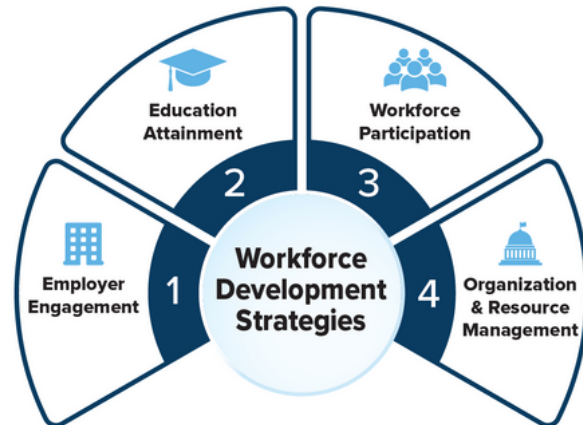 Education
Attainment
2
Workforce
Participation
3
Employer
Engagement
1
Workforce
Development
Strategies
4
Organization
& Resource
Management